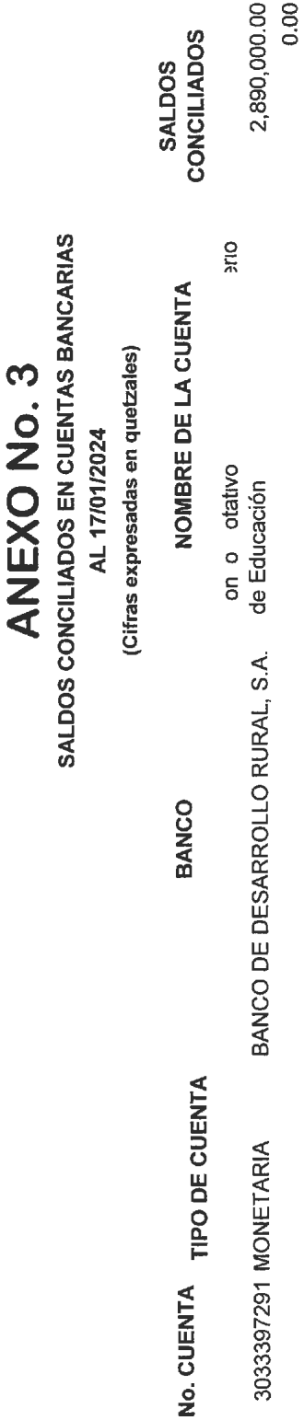 ANEXO No. 3
SALDOS CONCILIADOS EN CUENTAS BANCARIAS
AL 17/01/2024
(Cifras expresadas en quetzales)
No. CUENTA TIPO DE CUENTA BANCO NOMBRE DE LA CUENTA SALDOS CONCILIADOS
3033397291 MONETARIA BANCO DE DESARROLLO RURAL, S.A. de Educación 2,890,000.00
0.00